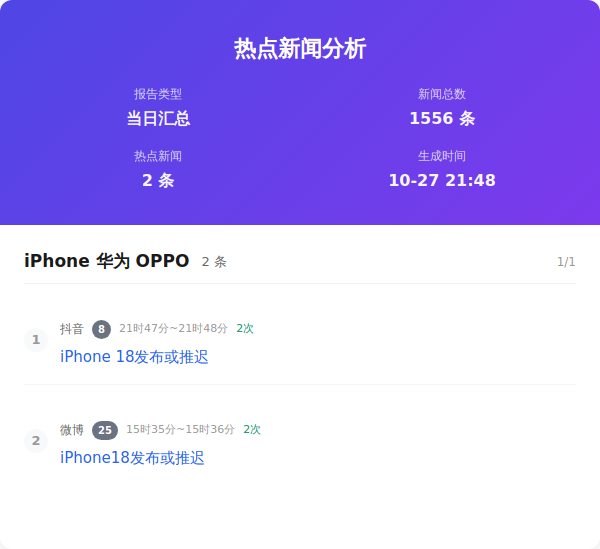 热点新闻分析
报告类型 新闻总数
当日汇总 1556 条
热点新闻 生成时间
2 条 10-27 21:48
iPhone 华为 OPPO 2 条 1/1
1 抖音 8 21时47分~21时48分 2次
iPhone 18发布或推迟
2 微博 25 15时35分~15时36分 2次
iPhone18发布或推迟